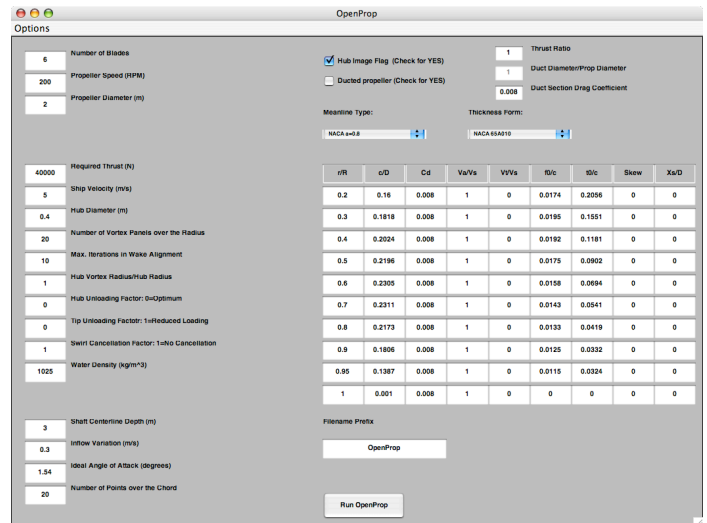 OpenProp
Options
6 Number of Blades
200 Propeller Speed (RPM)
2 Propeller Diameter (m)
Hub Image Flag (Check for YES)
Ducted propeller (Check for YES)
1 Thrust Ratio
1 Duct Diameter/Prop Diameter
0.008 Duct Section Drag Coefficient
Meanline Type: Thickness Form:
NACA a=0.8 NACA 65A010
40000 Required Thrust (N)
5 Ship Velocity (m/s)
0.4 Hub Diameter (m)
20 Number of Vortex Panels over the Radius
10 Max. Iterations in Wake Alignment
1 Hub Vortex Radius/Hub Radius
0 Hub Unloading Factor: 0=Optimum
0 Tip Unloading Factotr: 1=Reduced Loading
1 Swirl Cancellation Factor: 1=No Cancellation
1025 Water Density (kg/m^3)
r/R c/D Cd Va/Vs Vt/Vs f0/c t0/c Skew Xs/D
0.2 0.16 0.008 1 0 0.0174 0.2056 0 0
0.3 0.1818 0.008 1 0 0.0195 0.1551 0 0
0.4 0.2024 0.008 1 0 0.0192 0.1181 0 0
0.5 0.2196 0.008 1 0 0.0175 0.0902 0 0
0.6 0.2305 0.008 1 0 0.0158 0.0694 0 0
0.7 0.2311 0.008 1 0 0.0143 0.0541 0 0
0.8 0.2173 0.008 1 0 0.0133 0.0419 0 0
0.9 0.1806 0.008 1 0 0.0125 0.0332 0 0
0.95 0.1387 0.008 1 0 0.0115 0.0324 0 0
1 0.001 0.008 1 0 0 0 0 0
3 Shaft Centerline Depth (m)
0.3 Inflow Variation (m/s)
1.54 Ideal Angle of Attack (degrees)
20 Number of Points over the Chord
Filename Prefix
OpenProp
Run OpenProp